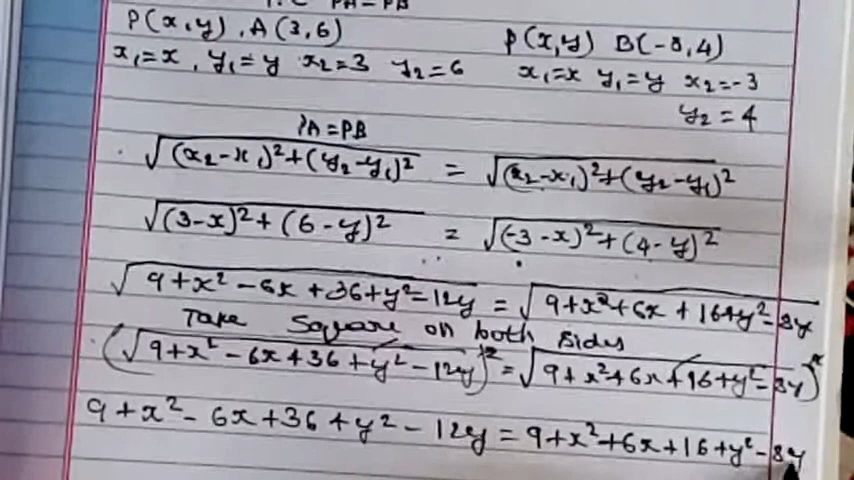 PA = PB
P(x,y), A(3,6)
P(x,y) B(-3,4)
x₁=x, y₁=y x₂=3 y₂=6
x₁=x y₁=y x₂=-3
y₂=4
PA=PB
√(x₂-x₁)²+(y₂-y₁)² = √(x₂-x₁)²+(y₂-y₁)²
√(3-x)²+(6-y)² = √(-3-x)²+(4-y)²
√9+x²-6x+36+y²-12y = √9+x²+6x+16+y²-8y
Take Square on both sides
(√9+x²-6x+36+y²-12y)² = √9+x²+6x+16+y²-8y)²
9+x²-6x+36+y²-12y = 9+x²+6x+16+y²-8y